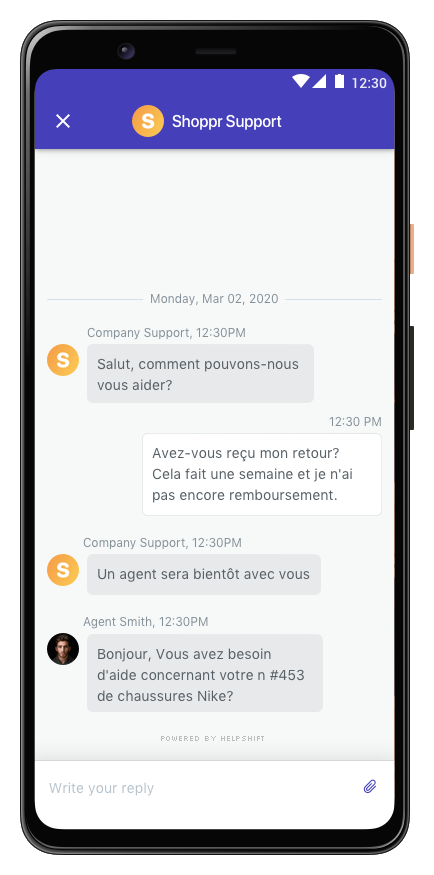 12:30
S Shoppr Support
Monday, Mar 02, 2020
Company Support, 12:30PM
S
Salut, comment pouvons-nous
vous aider?
12:30 PM
Avez-vous reçu mon retour?
Cela fait une semaine et je n'ai
pas encore remboursement.
Company Support, 12:30PM
S
Un agent sera bientôt avec vous
Agent Smith, 12:30PM
Bonjour, Vous avez besoin
d'aide concernant votre n #453
de chaussures Nike?
POWERED BY HELPSHIFT
Write your reply